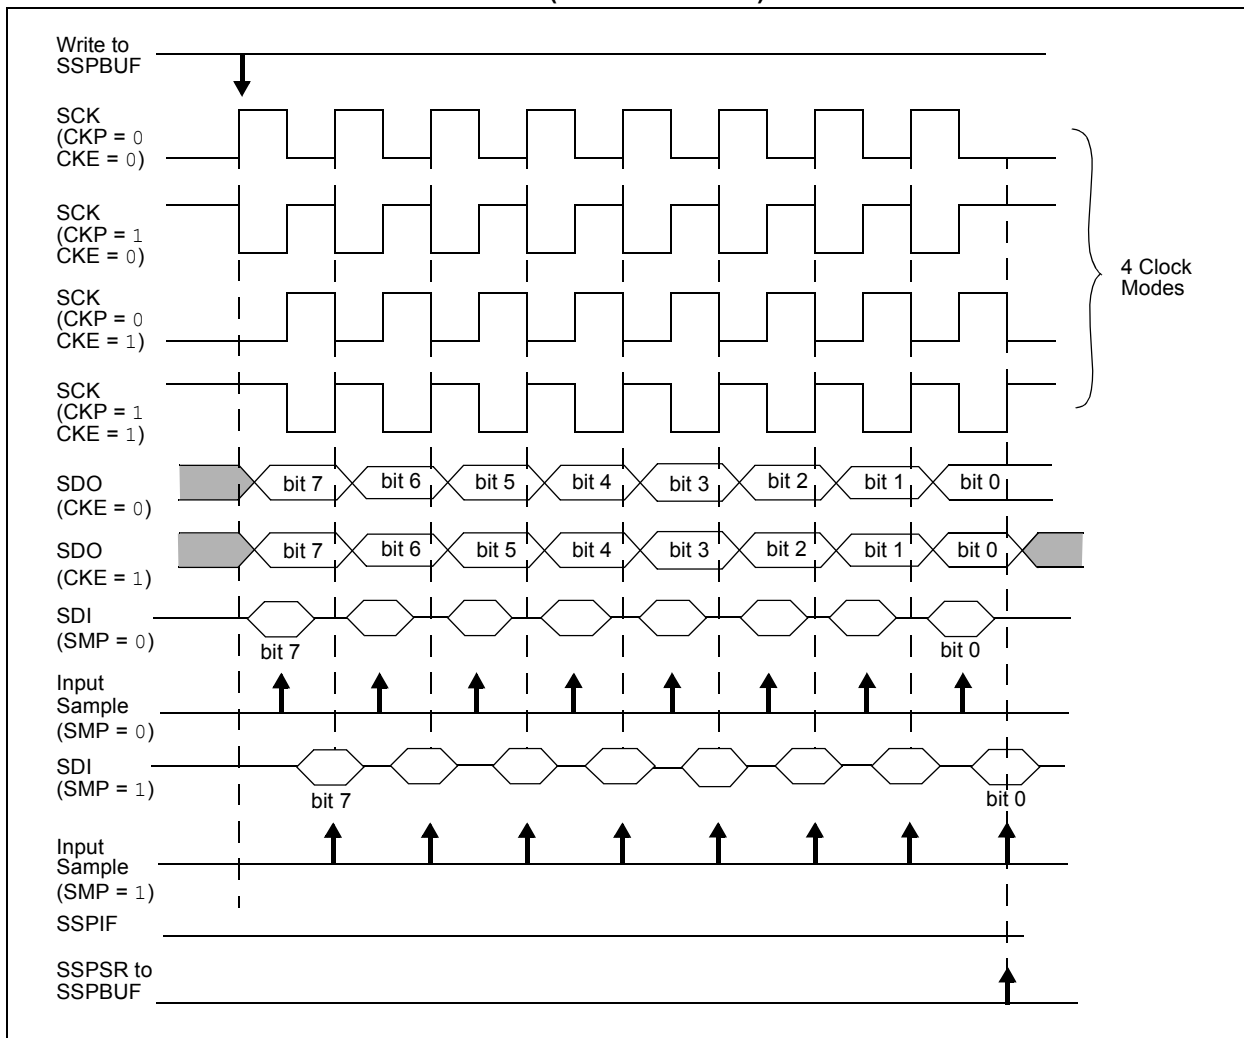 Write to
SSPBUF
SCK
(CKP = 0
CKE = 0)
SCK
(CKP = 1
CKE = 0)
4 Clock
Modes
SCK
(CKP = 0
CKE = 1)
SCK
(CKP = 1
CKE = 1)
SDO
(CKE = 0)
bit 7 bit 6 bit 5 bit 4 bit 3 bit 2 bit 1 bit 0
SDO
(CKE = 1)
bit 7 bit 6 bit 5 bit 4 bit 3 bit 2 bit 1 bit 0
SDI
(SMP = 0)
bit 7 bit 0
Input
Sample
(SMP = 0)
SDI
(SMP = 1)
bit 7 bit 0
Input
Sample
(SMP = 1)
SSPIF
SSPSR to
SSPBUF